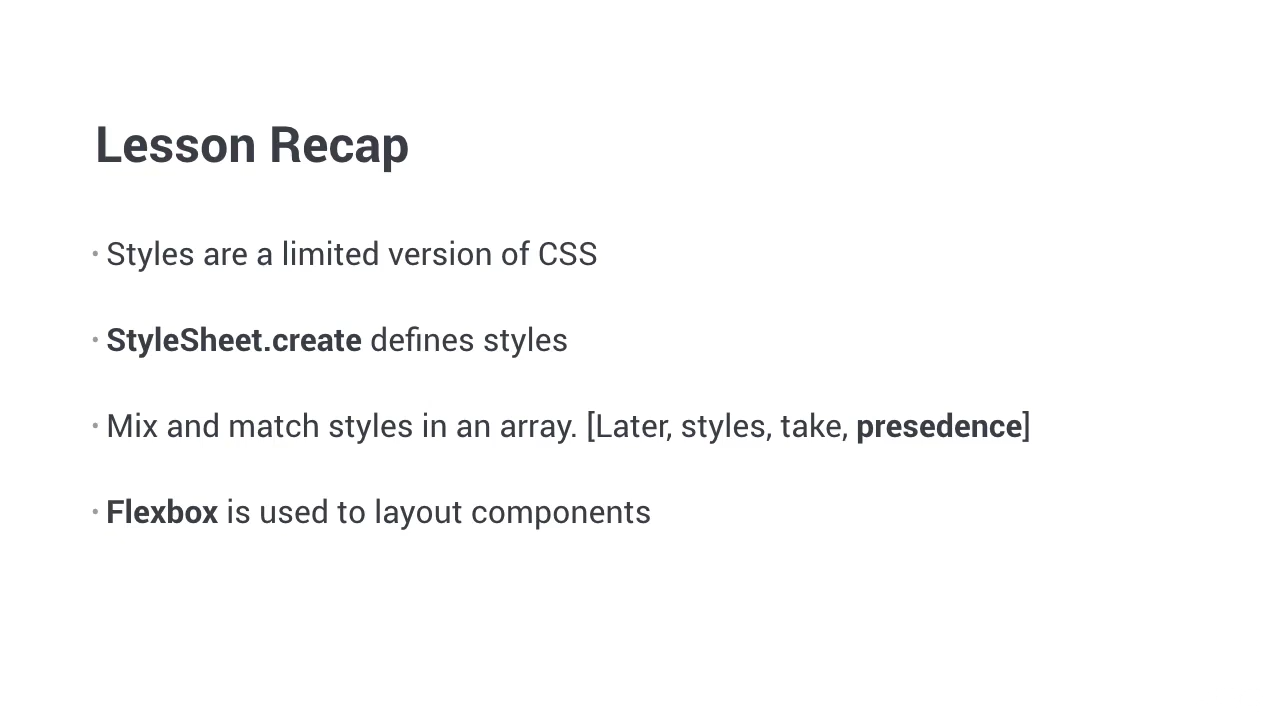 Lesson Recap
· Styles are a limited version of CSS
· StyleSheet.create defines styles
· Mix and match styles in an array. [Later, styles, take, presedence]
· Flexbox is used to layout components